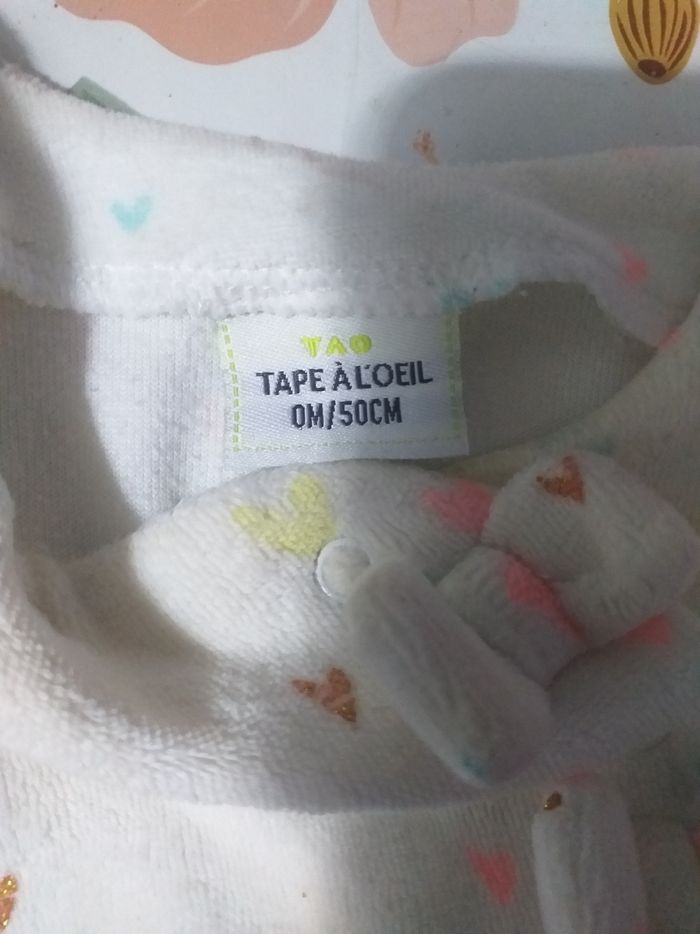 TAO
TAPE À L'OEIL
0M/50CM